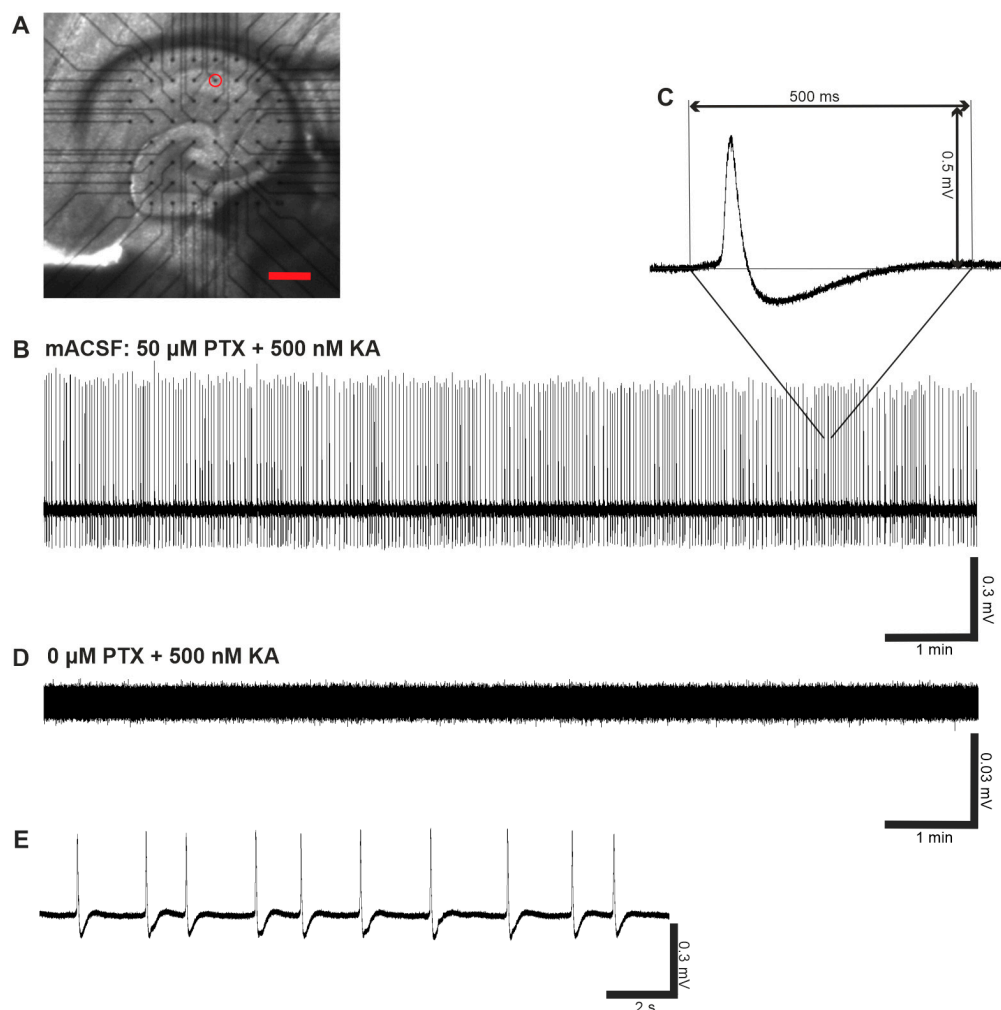 A
C
500 ms
0.5 mV
B mACSF: 50 µM PTX + 500 nM KA
0.3 mV
1 min
D 0 µM PTX + 500 nM KA
0.03 mV
1 min
E
0.3 mV
2 s